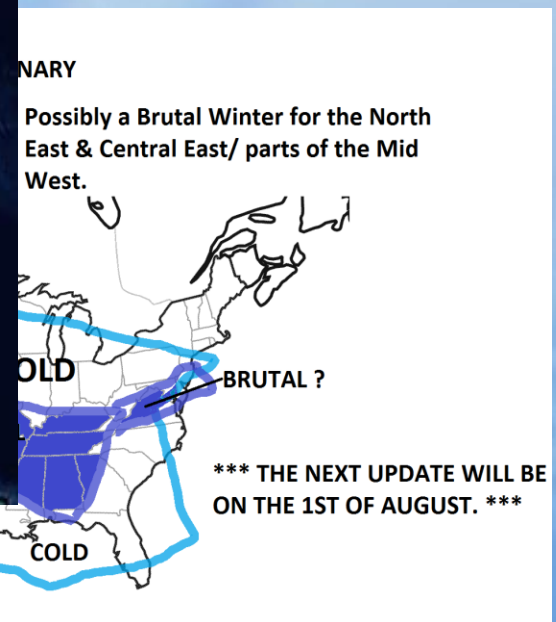 NARY
Possibly a Brutal Winter for the North
East & Central East/ parts of the Mid
West.
OLD
BRUTAL ?
*** THE NEXT UPDATE WILL BE
ON THE 1ST OF AUGUST. ***
COLD